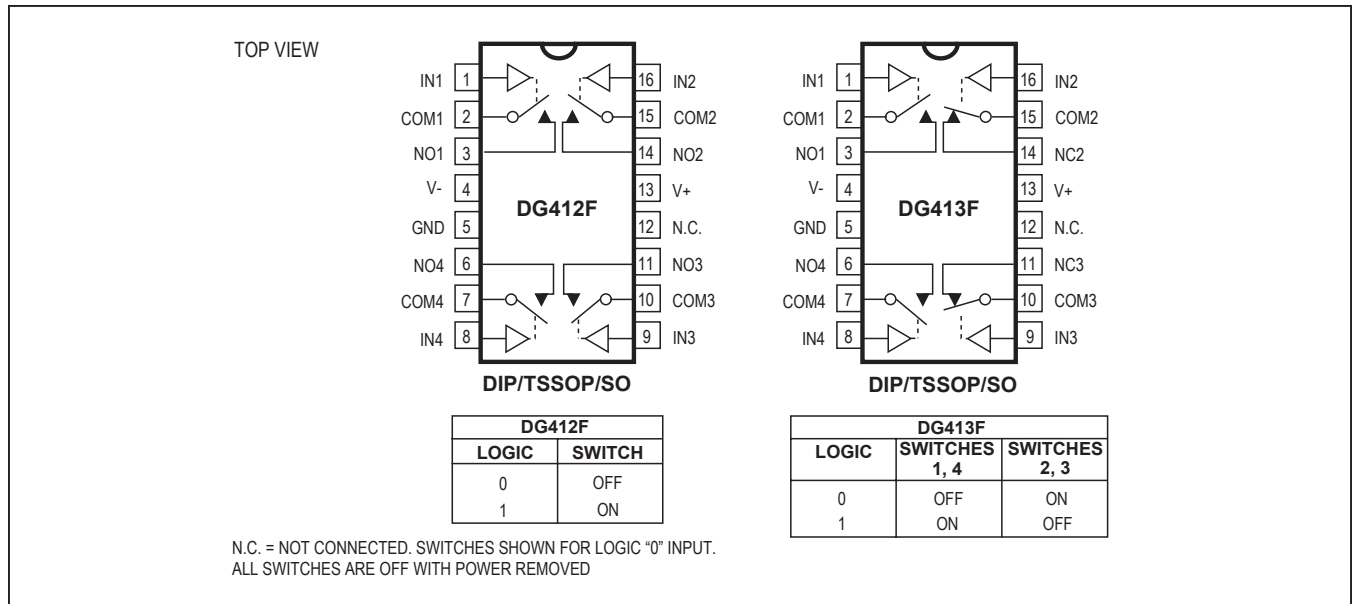 TOP VIEW
IN1 1 16 IN2
COM1 2 15 COM2
NO1 3 14 NO2
V- 4 13 V+
DG412F
GND 5 12 N.C.
NO4 6 11 NO3
COM4 7 10 COM3
IN4 8 9 IN3
DIP/TSSOP/SO
IN1 1 16 IN2
COM1 2 15 COM2
NO1 3 14 NC2
V- 4 13 V+
DG413F
GND 5 12 N.C.
NO4 6 11 NC3
COM4 7 10 COM3
IN4 8 9 IN3
DIP/TSSOP/SO
DG412F
LOGIC SWITCH
0 OFF
1 ON
DG413F
LOGIC SWITCHES 1, 4 SWITCHES 2, 3
0 OFF ON
1 ON OFF
N.C. = NOT CONNECTED. SWITCHES SHOWN FOR LOGIC “0” INPUT.
ALL SWITCHES ARE OFF WITH POWER REMOVED